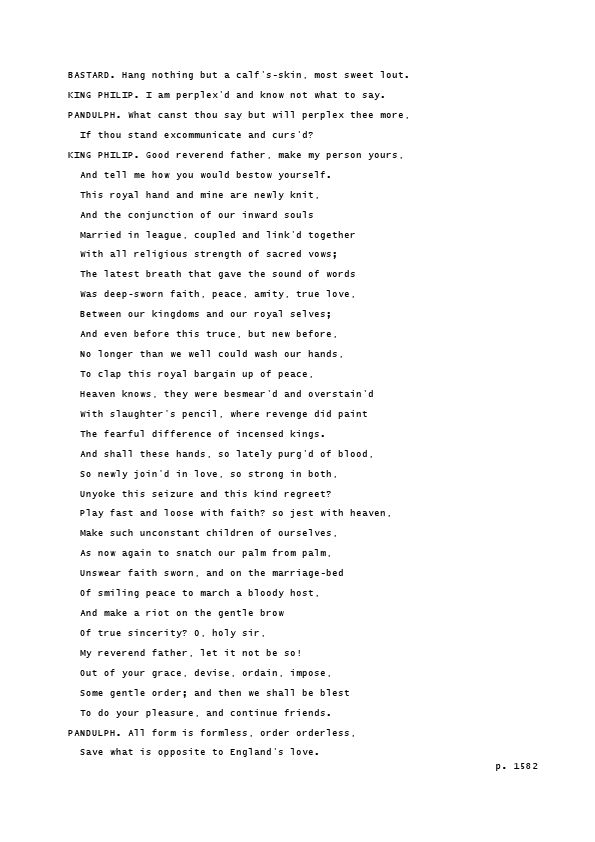 BASTARD. Hang nothing but a calf's-skin, most sweet lout.
KING PHILIP. I am perplex'd and know not what to say.
PANDULPH. What canst thou say but will perplex thee more,
If thou stand excommunicate and curs'd?
KING PHILIP. Good reverend father, make my person yours,
And tell me how you would bestow yourself.
This royal hand and mine are newly knit,
And the conjunction of our inward souls
Married in league, coupled and link'd together
With all religious strength of sacred vows;
The latest breath that gave the sound of words
Was deep-sworn faith, peace, amity, true love,
Between our kingdoms and our royal selves;
And even before this truce, but new before,
No longer than we well could wash our hands,
To clap this royal bargain up of peace,
Heaven knows, they were besmear'd and overstain'd
With slaughter's pencil, where revenge did paint
The fearful difference of incensed kings.
And shall these hands, so lately purg'd of blood,
So newly join'd in love, so strong in both,
Unyoke this seizure and this kind regreet?
Play fast and loose with faith? so jest with heaven,
Make such unconstant children of ourselves,
As now again to snatch our palm from palm,
Unswear faith sworn, and on the marriage-bed
Of smiling peace to march a bloody host,
And make a riot on the gentle brow
Of true sincerity? O, holy sir,
My reverend father, let it not be so!
Out of your grace, devise, ordain, impose,
Some gentle order; and then we shall be blest
To do your pleasure, and continue friends.
PANDULPH. All form is formless, order orderless,
Save what is opposite to England's love.
p. 1582